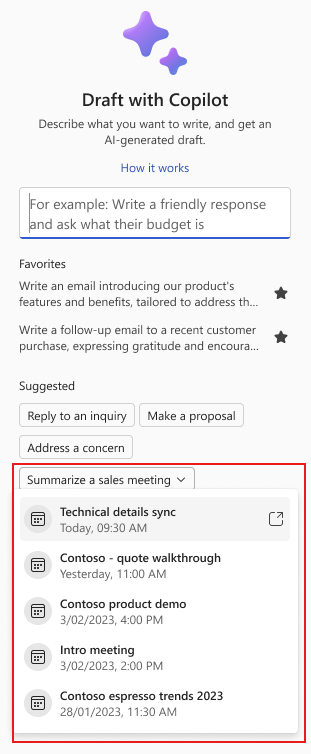 Draft with Copilot
Describe what you want to write, and get an
AI-generated draft.
How it works
For example: Write a friendly response
and ask what their budget is
Favorites
Write an email introducing our product's
features and benefits, tailored to address th...
Write a follow-up email to a recent customer
purchase, expressing gratitude and encoura...
Suggested
Reply to an inquiry
Make a proposal
Address a concern
Summarize a sales meeting
Technical details sync
Today, 09:30 AM
Contoso - quote walkthrough
Yesterday, 11:00 AM
Contoso product demo
3/02/2023, 4:00 PM
Intro meeting
3/02/2023, 2:00 PM
Contoso espresso trends 2023
28/01/2023, 11:30 AM